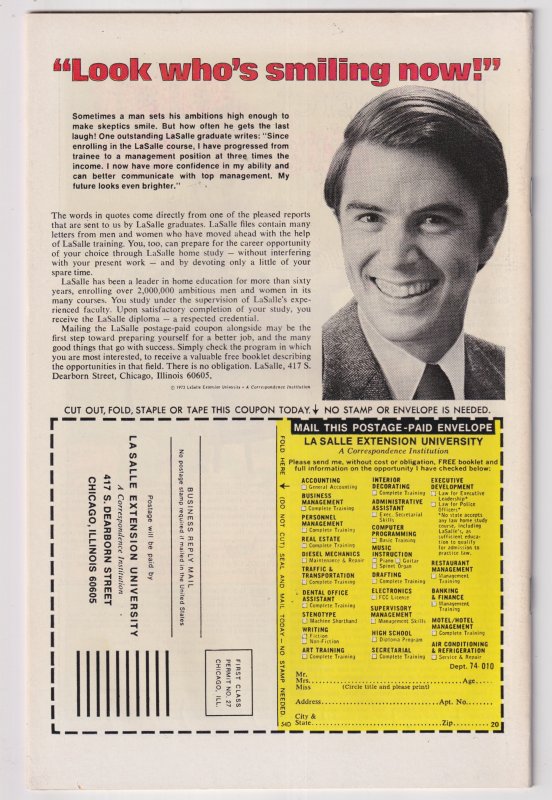 “Look who’s smiling now!”
Sometimes a man sets his ambitions high enough to
make skeptics smile. But how often he gets the last
laugh! One outstanding LaSalle graduate writes: "Since
enrolling in the LaSalle course, I have progressed from
trainee to a management position at three times the
income. I now have more confidence in my ability and
can better communicate with top management. My
future looks even brighter."
The words in quotes come directly from one of the pleased reports
that are sent to us by LaSalle graduates. LaSalle files contain many
letters from men and women who have moved ahead with the help
of LaSalle training. You, too, can prepare for the career opportunity
of your choice through LaSalle home study — without interfering
with your present work — and by devoting only a little of your
spare time.
LaSalle has been a leader in home education for more than sixty
years, enrolling over 2,000,000 ambitious men and women in its
many courses. You study under the supervision of LaSalle's expe-
rienced faculty. Upon satisfactory completion of your study, you
receive the LaSalle diploma — a respected credential.
Mailing the LaSalle postage-paid coupon alongside may be the
first step toward preparing yourself for a better job, and the many
good things that go with success. Simply check the program in which
you are most interested, to receive a valuable free booklet describing
the opportunities in that field. There is no obligation. LaSalle, 417 S.
Dearborn Street, Chicago, Illinois 60605.
© 1973 LaSalle Extension University • A Correspondence Institution
CUT OUT, FOLD, STAPLE OR TAPE THIS COUPON TODAY. NO STAMP OR ENVELOPE IS NEEDED.
BUSINESS REPLY MAIL
No postage stamp required if mailed in the United States
Postage will be paid by
LA SALLE EXTENSION UNIVERSITY
A Correspondence Institution
417 S. DEARBORN STREET
CHICAGO, ILLINOIS 60605
FIRST CLASS
PERMIT NO. 27
CHICAGO, ILL.
FOLD HERE (DO NOT CUT) SEAL AND MAIL TODAY – NO STAMP NEEDED.
540
MAIL THIS POSTAGE-PAID ENVELOPE
LA SALLE EXTENSION UNIVERSITY
A Correspondence Institution
Please send me, without cost or obligation, FREE booklet and
full information on the opportunity I have checked below:
ACCOUNTING
General Accounting
BUSINESS
MANAGEMENT
Complete Training
PERSONNEL
MANAGEMENT
Complete Training
REAL ESTATE
Complete Training
DIESEL MECHANICS
Maintenance & Repair
TRAFFIC &
TRANSPORTATION
Complete Training
DENTAL OFFICE
ASSISTANT
Complete Training
STENOTYPE
Machine Shorthand
WRITING
Fiction
Non-Fiction
ART TRAINING
Complete Training
INTERIOR
DECORATING
Complete Training
ADMINISTRATIVE
ASSISTANT
Exec. Secretarial
Skills
COMPUTER
PROGRAMMING
Basic Training
MUSIC
INSTRUCTION
Piano Guitar
Spinet Organ
DRAFTING
Complete Training
ELECTRONICS
FCC License
SUPERVISORY
MANAGEMENT
Management Skills
HIGH SCHOOL
Diploma Program
SECRETARIAL
Complete Training
EXECUTIVE
DEVELOPMENT
Law for Executive
Leadership*
Law for Police
Officers*
*No state accepts
any law home study
course, including
LaSalle's, as
sufficient educa-
tion to qualify
for admission to
practice law.
RESTAURANT
MANAGEMENT
Management
Training
BANKING
& FINANCE
Management
Training
MOTEL/HOTEL
MANAGEMENT
Complete Training
AIR CONDITIONING
& REFRIGERATION
Service & Repair
Dept. 74-010
Mr.
Mrs. Age
Miss (Circle title and please print)
Address Apt. No.
City &
State Zip
20